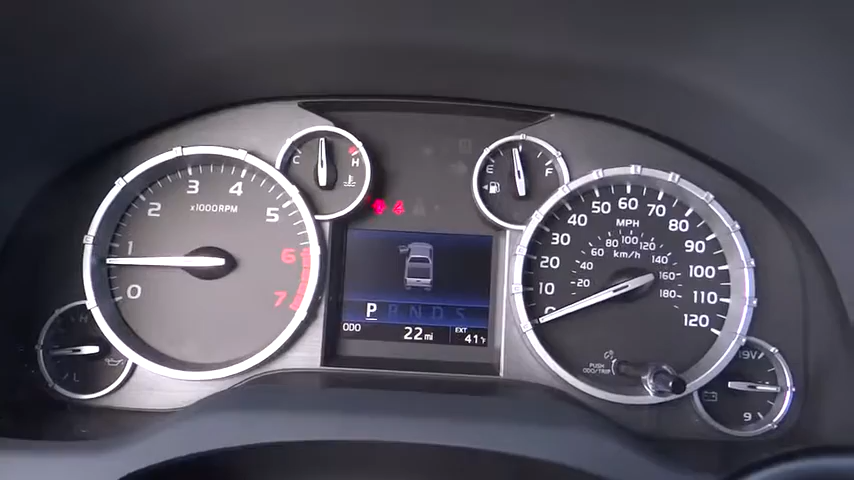 0
1
2
3
4
5
6
7
x1000RPM
C
H
E
F
P R N D S
ODO
22mi
EXT
41°F
10
20
30
40
50
60
70
80
90
100
110
120
MPH
km/h
20
40
60
80
100
120
140
160
180
PUSH
ODO/TRIP
H
L
19V
9